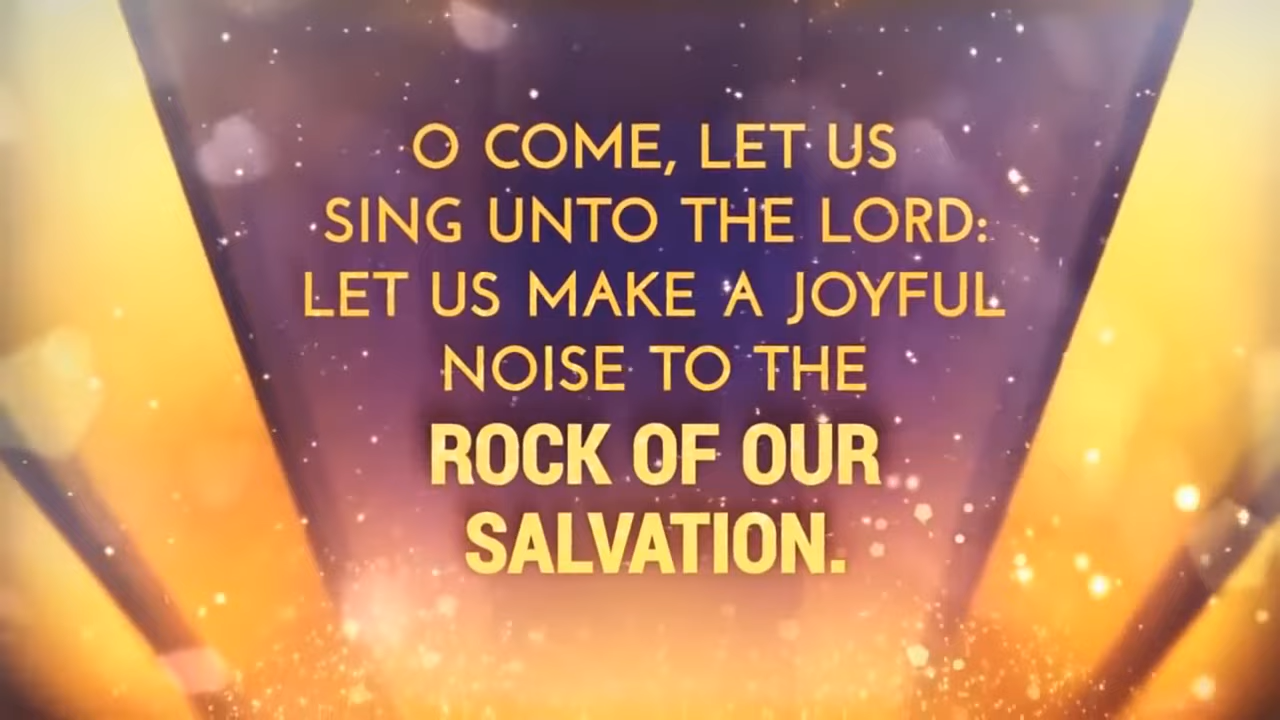 O COME, LET US
SING UNTO THE LORD:
LET US MAKE A JOYFUL
NOISE TO THE
ROCK OF OUR
SALVATION.